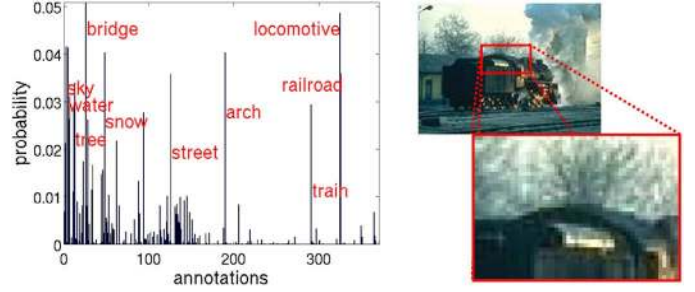 0.05
0.04
0.03
0.02
0.01
0
probability
bridge
locomotive
sky
water
railroad
snow
arch
tree
street
train
0
100
200
300
annotations